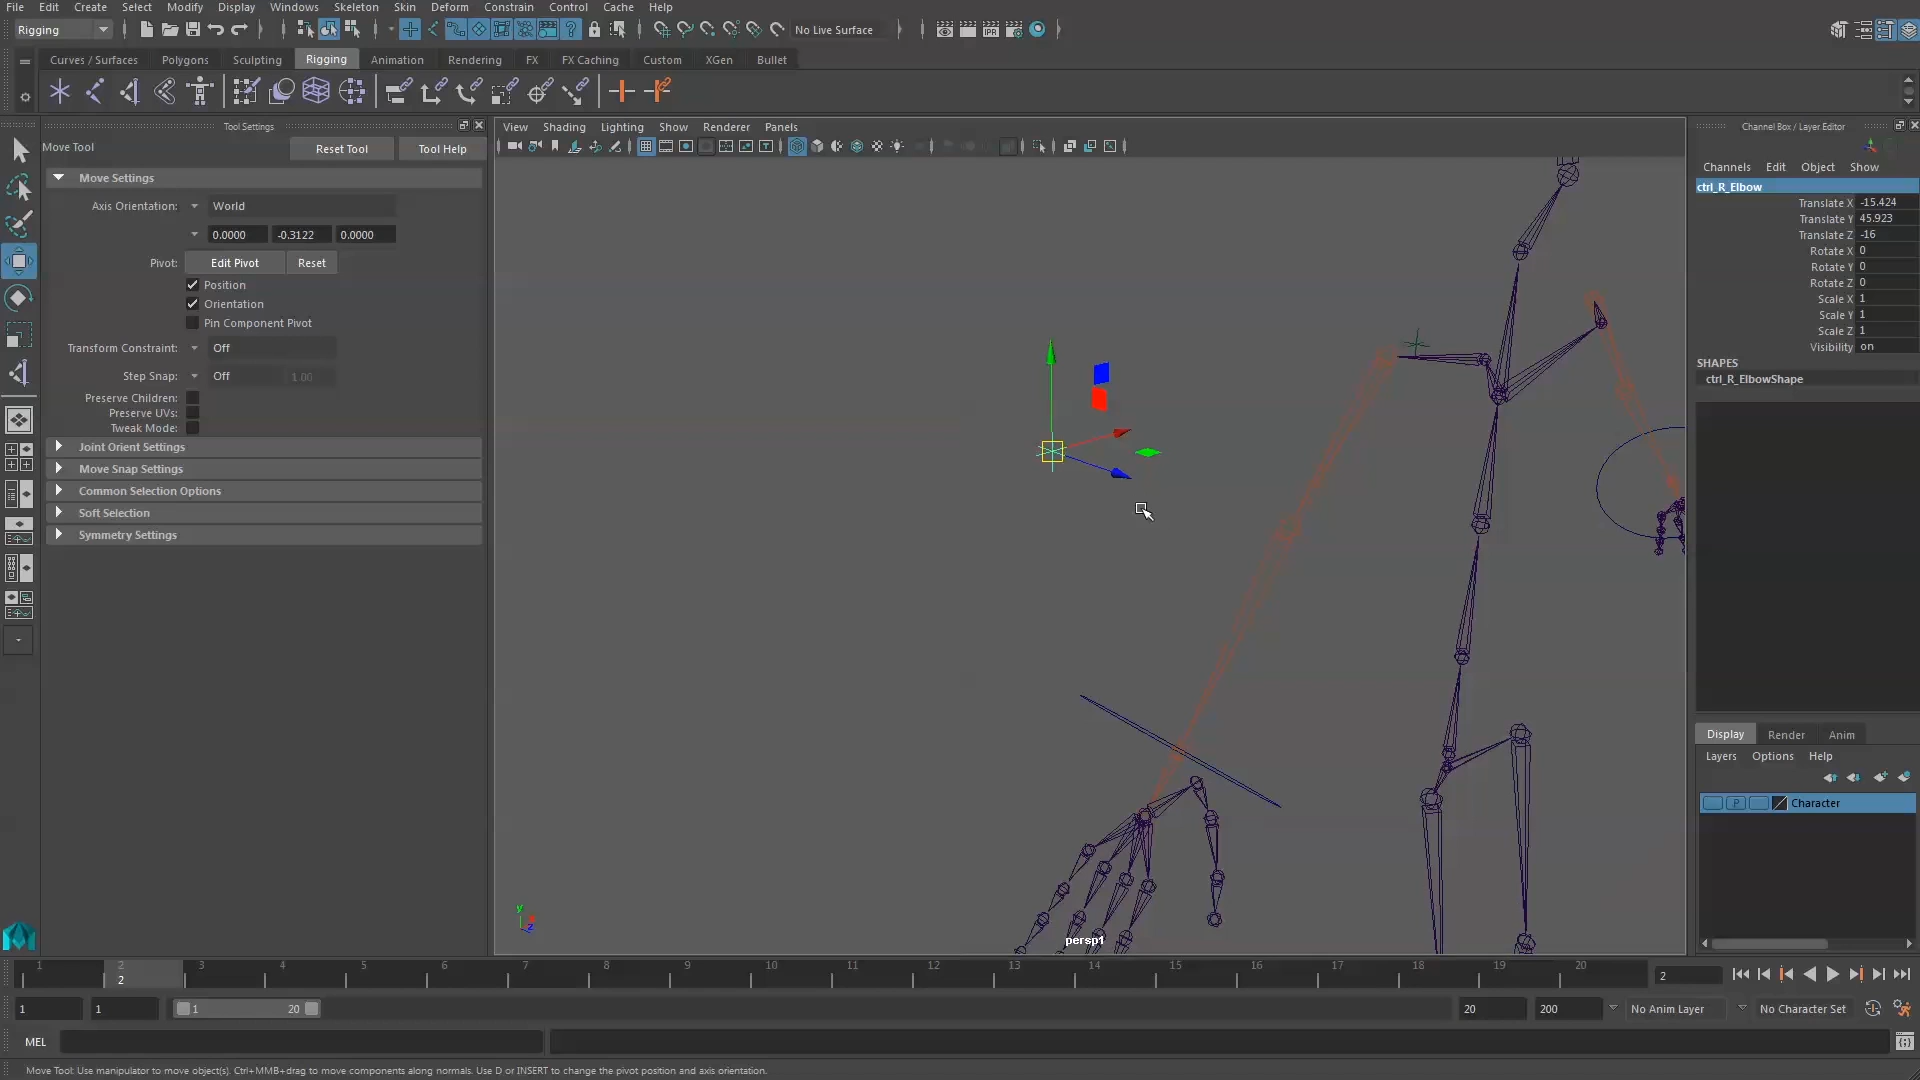 File Edit Create Select Modify Display Windows Skeleton Skin Deform Constrain Control Cache Help
Rigging No Live Surface
Curves / Surfaces Polygons Sculpting Rigging Animation Rendering FX FX Caching Custom XGen Bullet
Tool Settings
Move Tool Reset Tool Tool Help
Move Settings
Axis Orientation: World
0.0000 -0.3122 0.0000
Pivot: Edit Pivot Reset
Position
Orientation
Pin Component Pivot
Transform Constraint: Off
Step Snap: Off 1.00
Preserve Children:
Preserve UVs:
Tweak Mode:
Joint Orient Settings
Move Snap Settings
Common Selection Options
Soft Selection
Symmetry Settings
View Shading Lighting Show Renderer Panels
IPR
y
x
z
persp1
Channel Box / Layer Editor
Channels Edit Object Show
ctrl_R_Elbow
Translate X -15.424
Translate Y 45.923
Translate Z -16
Rotate X 0
Rotate Y 0
Rotate Z 0
Scale X 1
Scale Y 1
Scale Z 1
Visibility on
SHAPES
ctrl_R_ElbowShape
Display Render Anim
Layers Options Help
P Character
1 2 3 4 5 6 7 8 9 10 11 12 13 14 15 16 17 18 19 20
2 2
1 1 1 20 20 200 No Anim Layer No Character Set
MEL
Move Tool: Use manipulator to move object(s). Ctrl+MMB+drag to move components along normals. Use D or INSERT to change the pivot position and axis orientation.